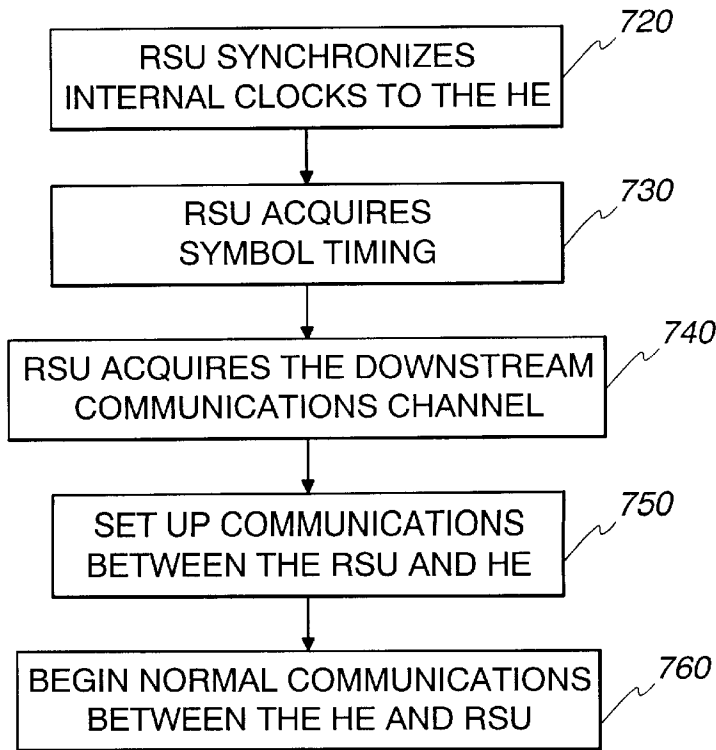 720
RSU SYNCHRONIZES
INTERNAL CLOCKS TO THE HE
730
RSU ACQUIRES
SYMBOL TIMING
740
RSU ACQUIRES THE DOWNSTREAM
COMMUNICATIONS CHANNEL
750
SET UP COMMUNICATIONS
BETWEEN THE RSU AND HE
760
BEGIN NORMAL COMMUNICATIONS
BETWEEN THE HE AND RSU